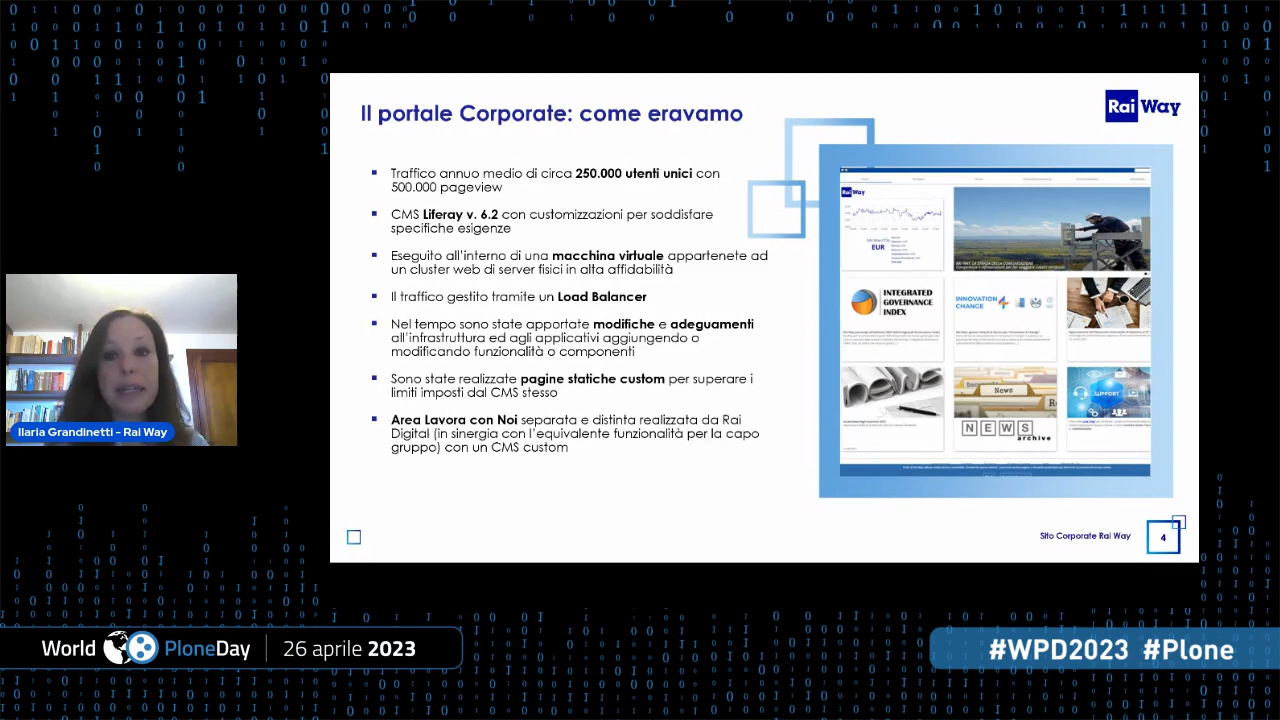 Il portale Corporate: come eravamo
Rai Way
Traffico annuo medio di circa 250.000 utenti unici con
500.000 pageview
CMS Liferay v. 6.2 con customizzazioni per soddisfare
specifiche esigenze
Eseguito all'interno di una macchina virtuale appartenete ad
un cluster web di server fisici in alta affidabilità
Il traffico gestito tramite un Load Balancer
Nel tempo sono state apportate modifiche e adeguamenti
all'infrastruttura ed agli applicativi aggiungendo o
modificando funzionalità o componenti
Sono state realizzate pagine statiche custom per superare i
limiti imposti dal CMS stesso
Area Lavora con Noi separata e distinta realizzata da Rai
Digital (in sinergia con l'equivalente funzionalità per la capo
gruppo) con un CMS custom
Rai Way
EUR
INTEGRATED
GOVERNANCE
INDEX
INNOVATION
CHANGE
News
SUPPORT
NEWS
archive
Sito Corporate Rai Way
4
Ilaria Grandinetti - Rai Way
World PloneDay 26 aprile 2023
#WPD2023 #Plone